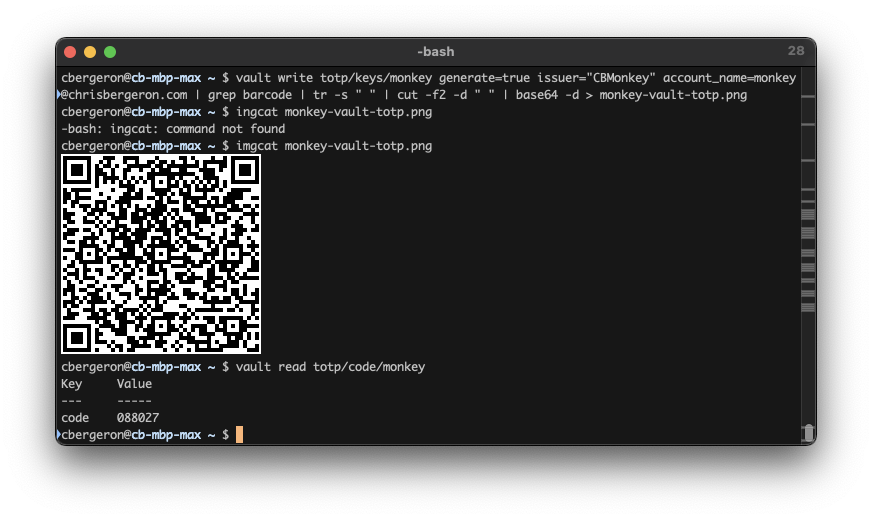 -bash
28
cbergeron@cb-mbp-max ~ $ vault write totp/keys/monkey generate=true issuer="CBMonkey" account_name=monkey
@chrisbergeron.com | grep barcode | tr -s " " | cut -f2 -d " " | base64 -d > monkey-vault-totp.png
cbergeron@cb-mbp-max ~ $ ingcat monkey-vault-totp.png
-bash: ingcat: command not found
cbergeron@cb-mbp-max ~ $ imgcat monkey-vault-totp.png
cbergeron@cb-mbp-max ~ $ vault read totp/code/monkey
Key     Value
---     -----
code    088027
cbergeron@cb-mbp-max ~ $